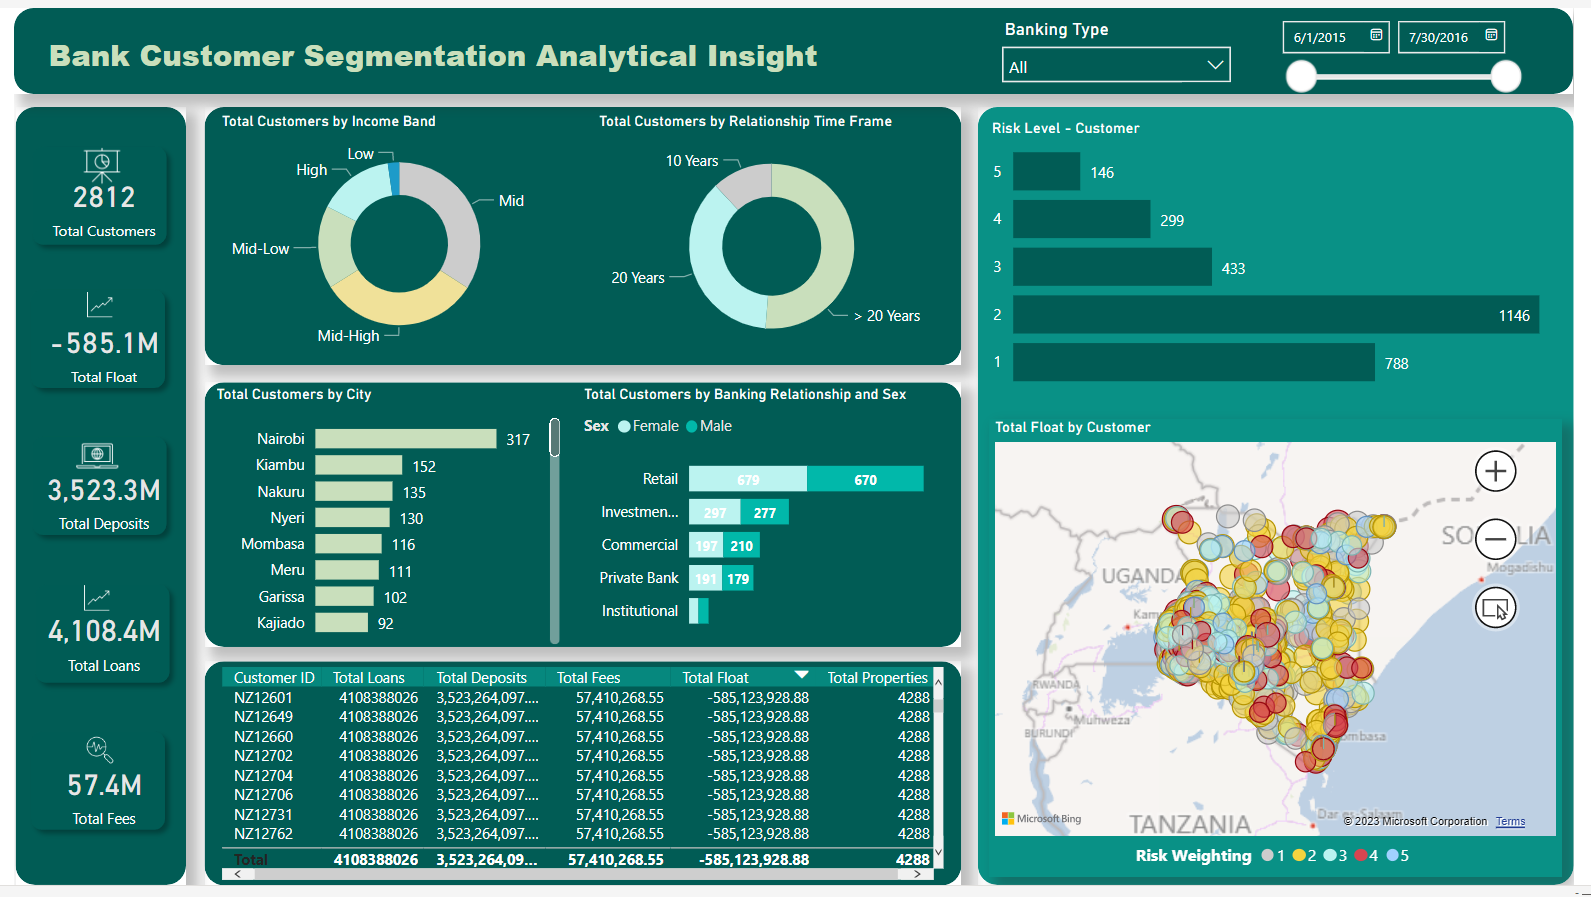 Bank Customer Segmentation Analytical Insight
Banking Type
All
6/1/2015
7/30/2016
2812
Total Customers
-585.1M
Total Float
3,523.3M
Total Deposits
4,108.4M
Total Loans
57.4M
Total Fees
Total Customers by Income Band
Low
High
Mid
Mid-Low
Mid-High
Total Customers by Relationship Time Frame
10 Years
20 Years
> 20 Years
Total Customers by City
Nairobi 317
Kiambu 152
Nakuru 135
Nyeri 130
Mombasa 116
Meru 111
Garissa 102
Kajiado 92
Total Customers by Banking Relationship and Sex
Sex Female Male
Retail 679 670
Investmen... 297 277
Commercial 197 210
Private Bank 191 179
Institutional
Customer ID Total Loans Total Deposits Total Fees Total Float Total Properties
NZ12601 4108388026 3,523,264,097.... 57,410,268.55 -585,123,928.88 4288
NZ12649 4108388026 3,523,264,097.... 57,410,268.55 -585,123,928.88 4288
NZ12660 4108388026 3,523,264,097.... 57,410,268.55 -585,123,928.88 4288
NZ12702 4108388026 3,523,264,097.... 57,410,268.55 -585,123,928.88 4288
NZ12704 4108388026 3,523,264,097.... 57,410,268.55 -585,123,928.88 4288
NZ12706 4108388026 3,523,264,097.... 57,410,268.55 -585,123,928.88 4288
NZ12731 4108388026 3,523,264,097.... 57,410,268.55 -585,123,928.88 4288
NZ12762 4108388026 3,523,264,097.... 57,410,268.55 -585,123,928.88 4288
Total 4108388026 3,523,264,09... 57,410,268.55 -585,123,928.88 4288
Risk Level - Customer
5 146
4 299
3 433
2 1146
1 788
Total Float by Customer
SO LIA
Mogadishu
UGANDA
Kam
RWANDA
Muhweza
BURUNDI
ombasa
TANZANIA
Dar es Salaam
Microsoft Bing
© 2023 Microsoft Corporation Terms
Risk Weighting 1 2 3 4 5